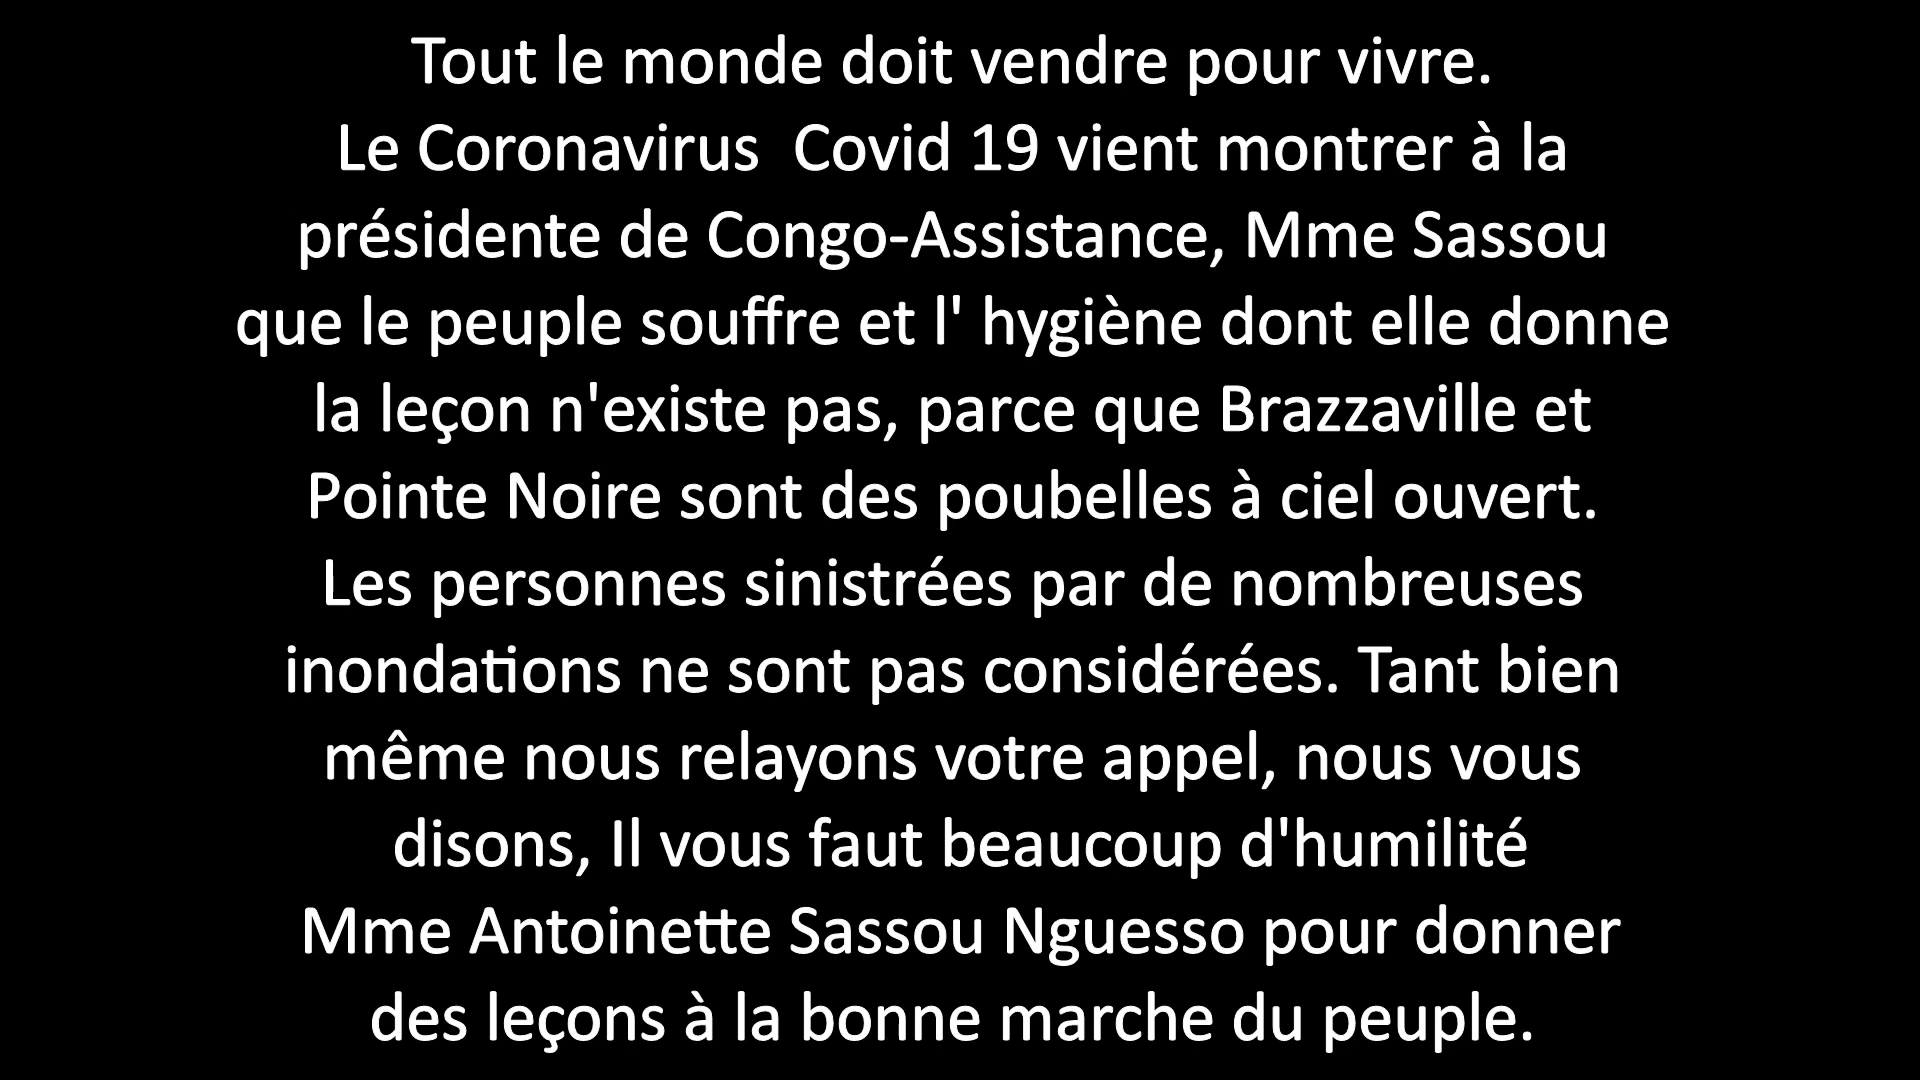 Tout le monde doit vendre pour vivre.
Le Coronavirus  Covid 19 vient montrer à la
présidente de Congo-Assistance, Mme Sassou
que le peuple souffre et l' hygiène dont elle donne
la leçon n'existe pas, parce que Brazzaville et
Pointe Noire sont des poubelles à ciel ouvert.
Les personnes sinistrées par de nombreuses
inondations ne sont pas considérées. Tant bien
même nous relayons votre appel, nous vous
disons, Il vous faut beaucoup d'humilité
Mme Antoinette Sassou Nguesso pour donner
des leçons à la bonne marche du peuple.